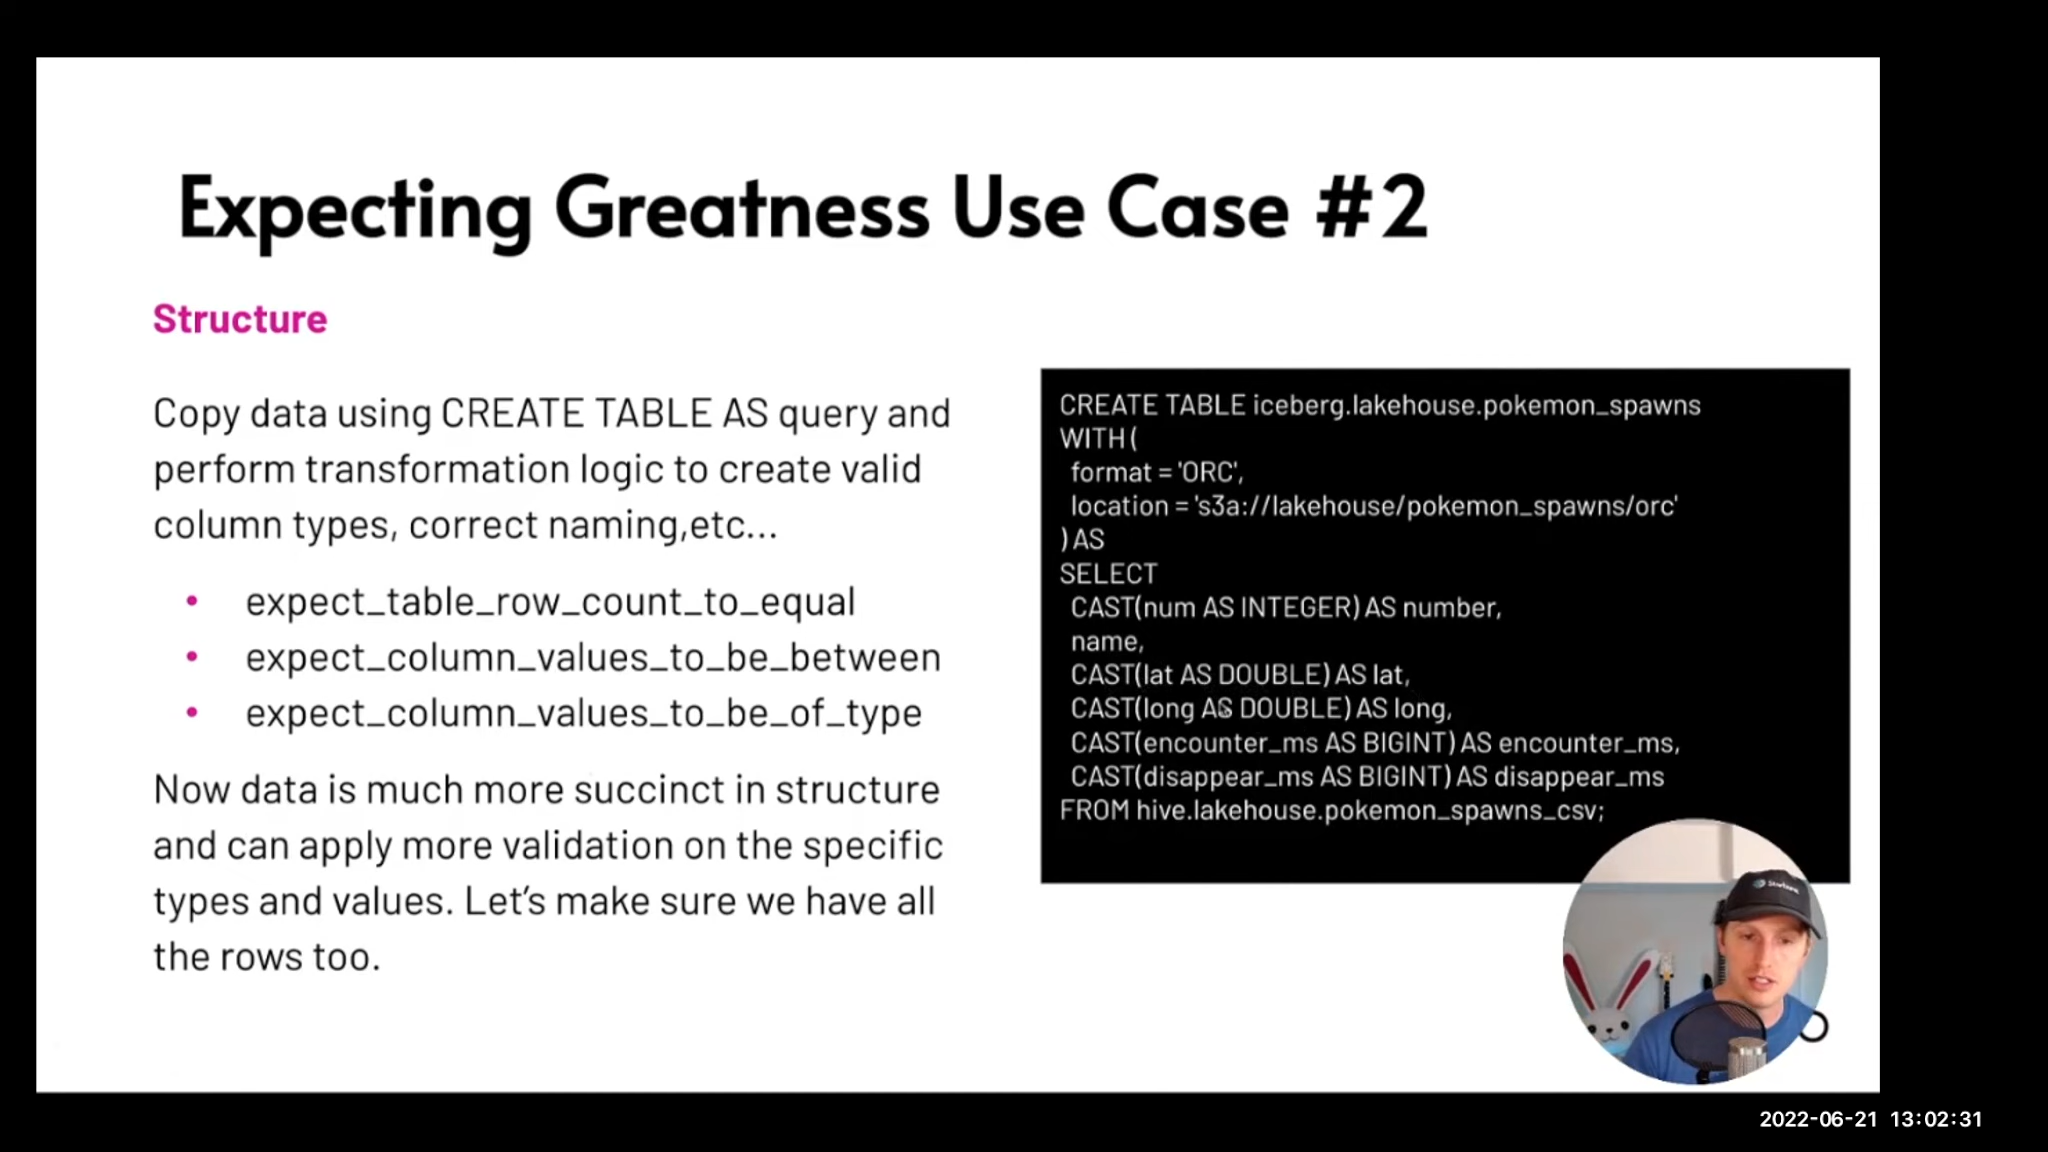 Expecting Greatness Use Case #2
Structure
Copy data using CREATE TABLE AS query and
perform transformation logic to create valid
column types, correct naming,etc...
• expect_table_row_count_to_equal
• expect_column_values_to_be_between
• expect_column_values_to_be_of_type
Now data is much more succinct in structure
and can apply more validation on the specific
types and values. Let's make sure we have all
the rows too.
CREATE TABLE iceberg.lakehouse.pokemon_spawns
WITH (
format = 'ORC',
location = 's3a://lakehouse/pokemon_spawns/orc'
) AS
SELECT
CAST(num AS INTEGER) AS number,
name,
CAST(lat AS DOUBLE) AS lat,
CAST(long AS DOUBLE) AS long,
CAST(encounter_ms AS BIGINT) AS encounter_ms,
CAST(disappear_ms AS BIGINT) AS disappear_ms
FROM hive.lakehouse.pokemon_spawns_csv;
Starburst
2022-06-21 13:02:31